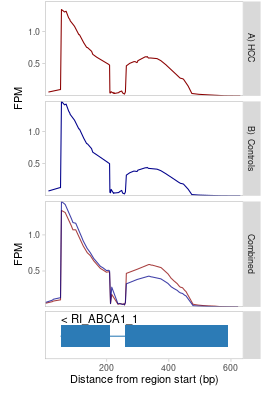 1.0
0.5
FPM
A) HCC
1.0
0.5
B) Controls
1.0
0.5
FPM
Combined
< RI_ABCA1_1
0
200
400
600
Distance from region start (bp)